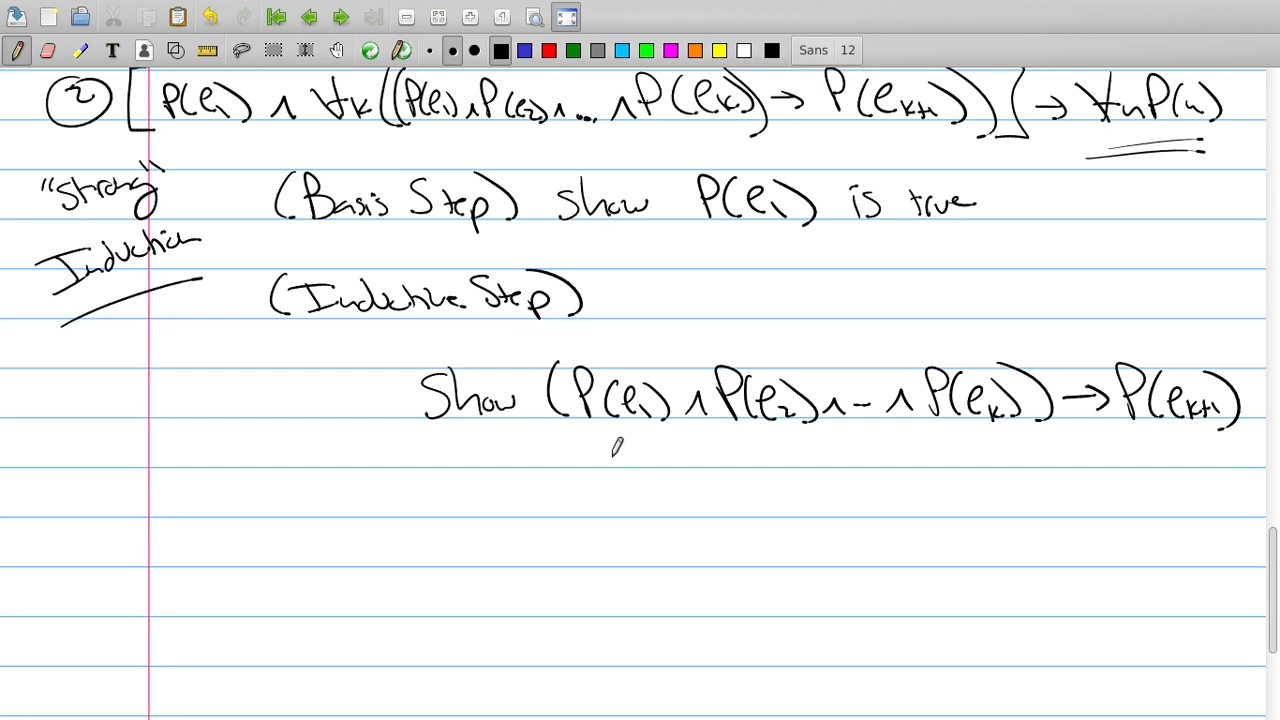 Sans 12
② [P(e₁) ∧ ∀k((P(e₁)∧P(e₂)∧...∧P(eₖ)) → P(eₖ₊₁))] → ∀nP(n)
"Strong" (Basis Step) show P(e₁) is true
Induction
(Inductive Step)
Show (P(e₁) ∧ P(e₂) ∧ - ∧ P(eₖ)) → P(eₖ₊₁)